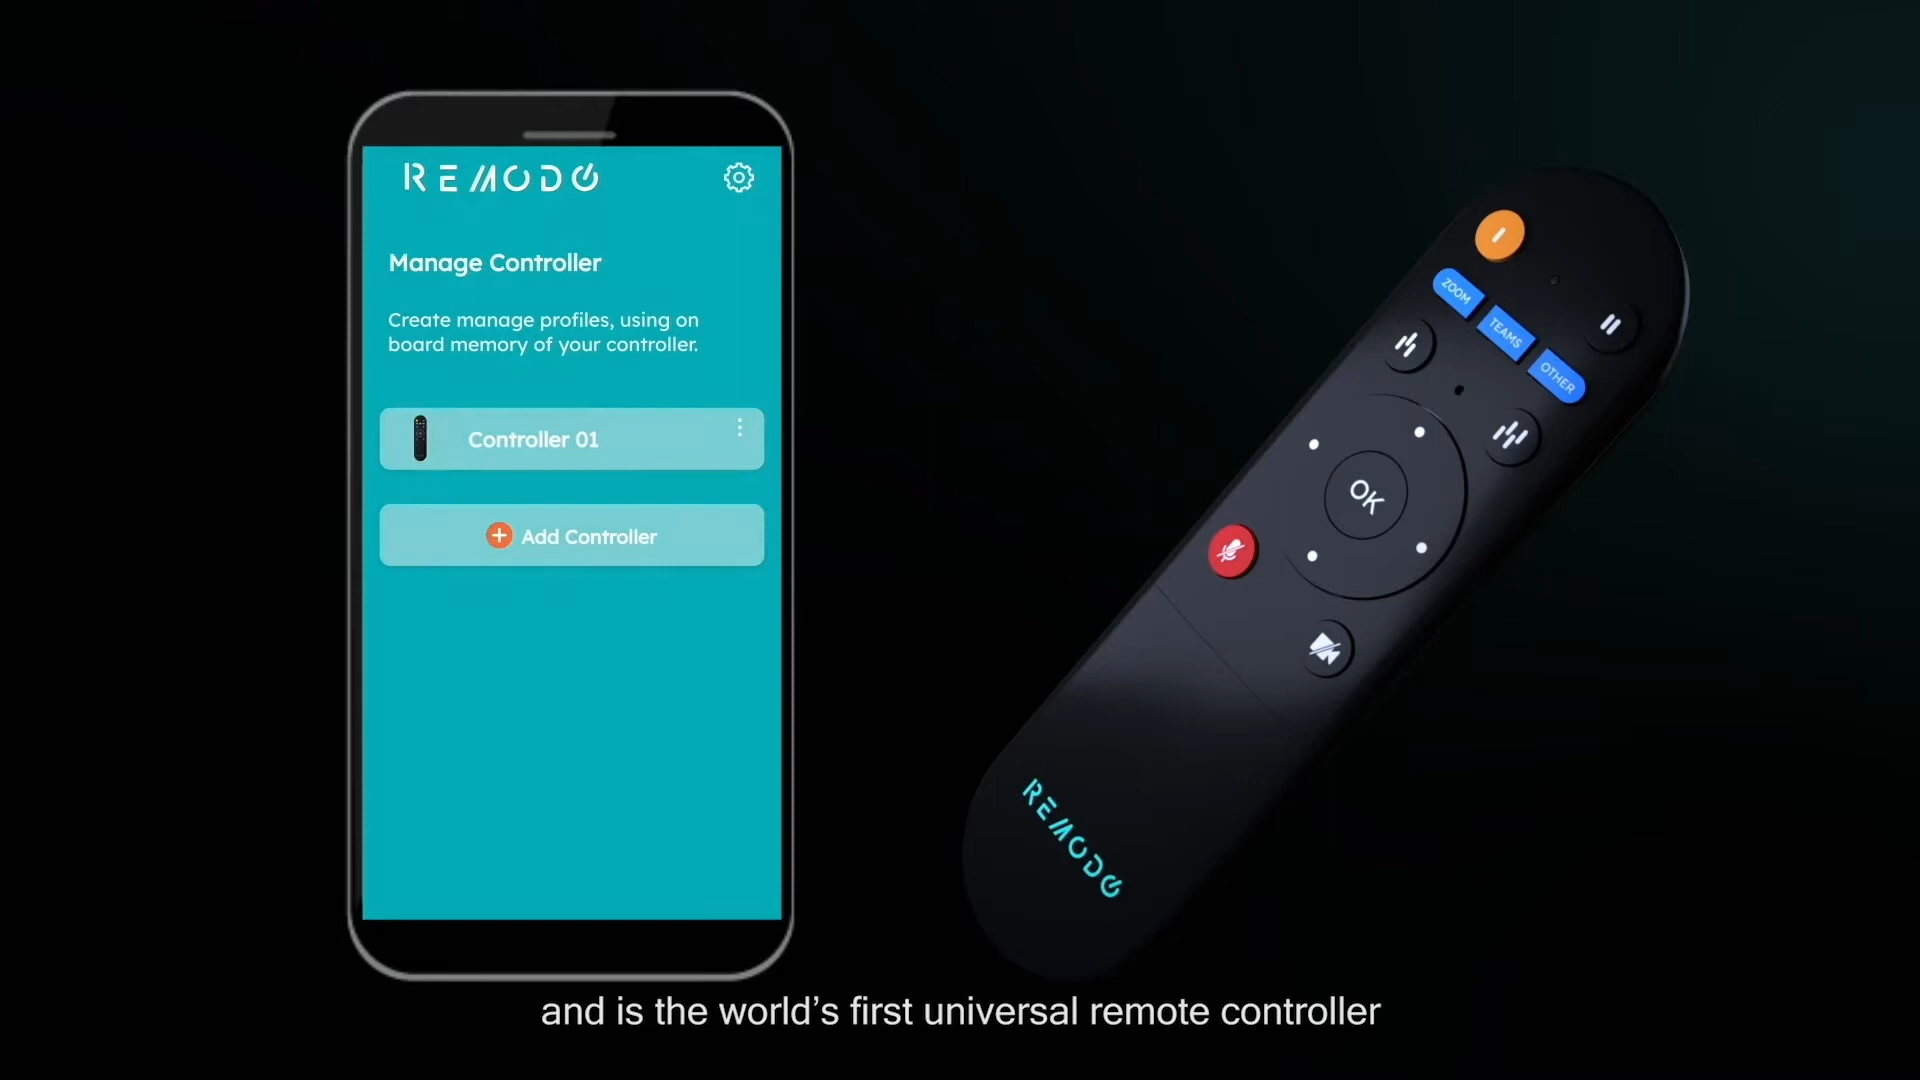 REMODO
Manage Controller
Create manage profiles, using on
board memory of your controller.
Controller 01
Add Controller
ZOOM
TEAMS
OTHER
OK
REMODO
and is the world’s first universal remote controller